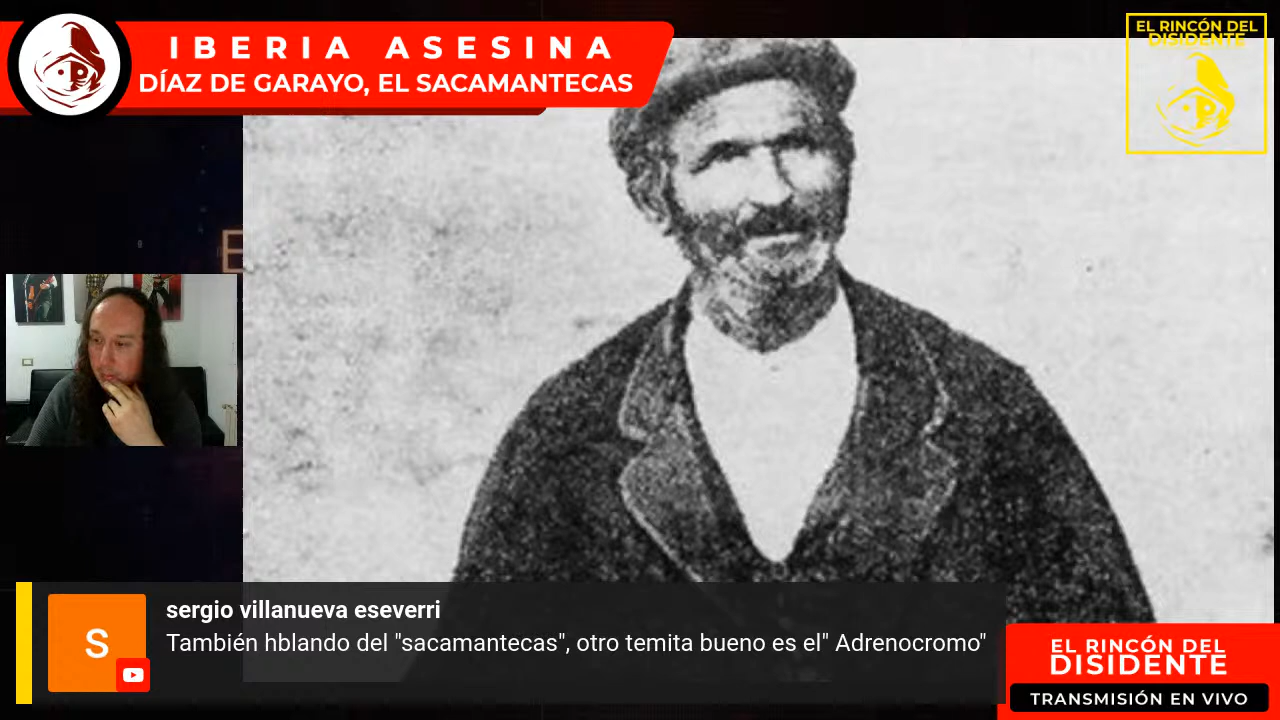 IBERIA ASESINA
DÍAZ DE GARAYO, EL SACAMANTECAS
EL RINCÓN DEL
DISIDENTE
E
sergio villanueva eseverri
También hblando del "sacamantecas", otro temita bueno es el" Adrenocromo"
S
EL RINCÓN DEL
DISIDENTE
TRANSMISIÓN EN VIVO